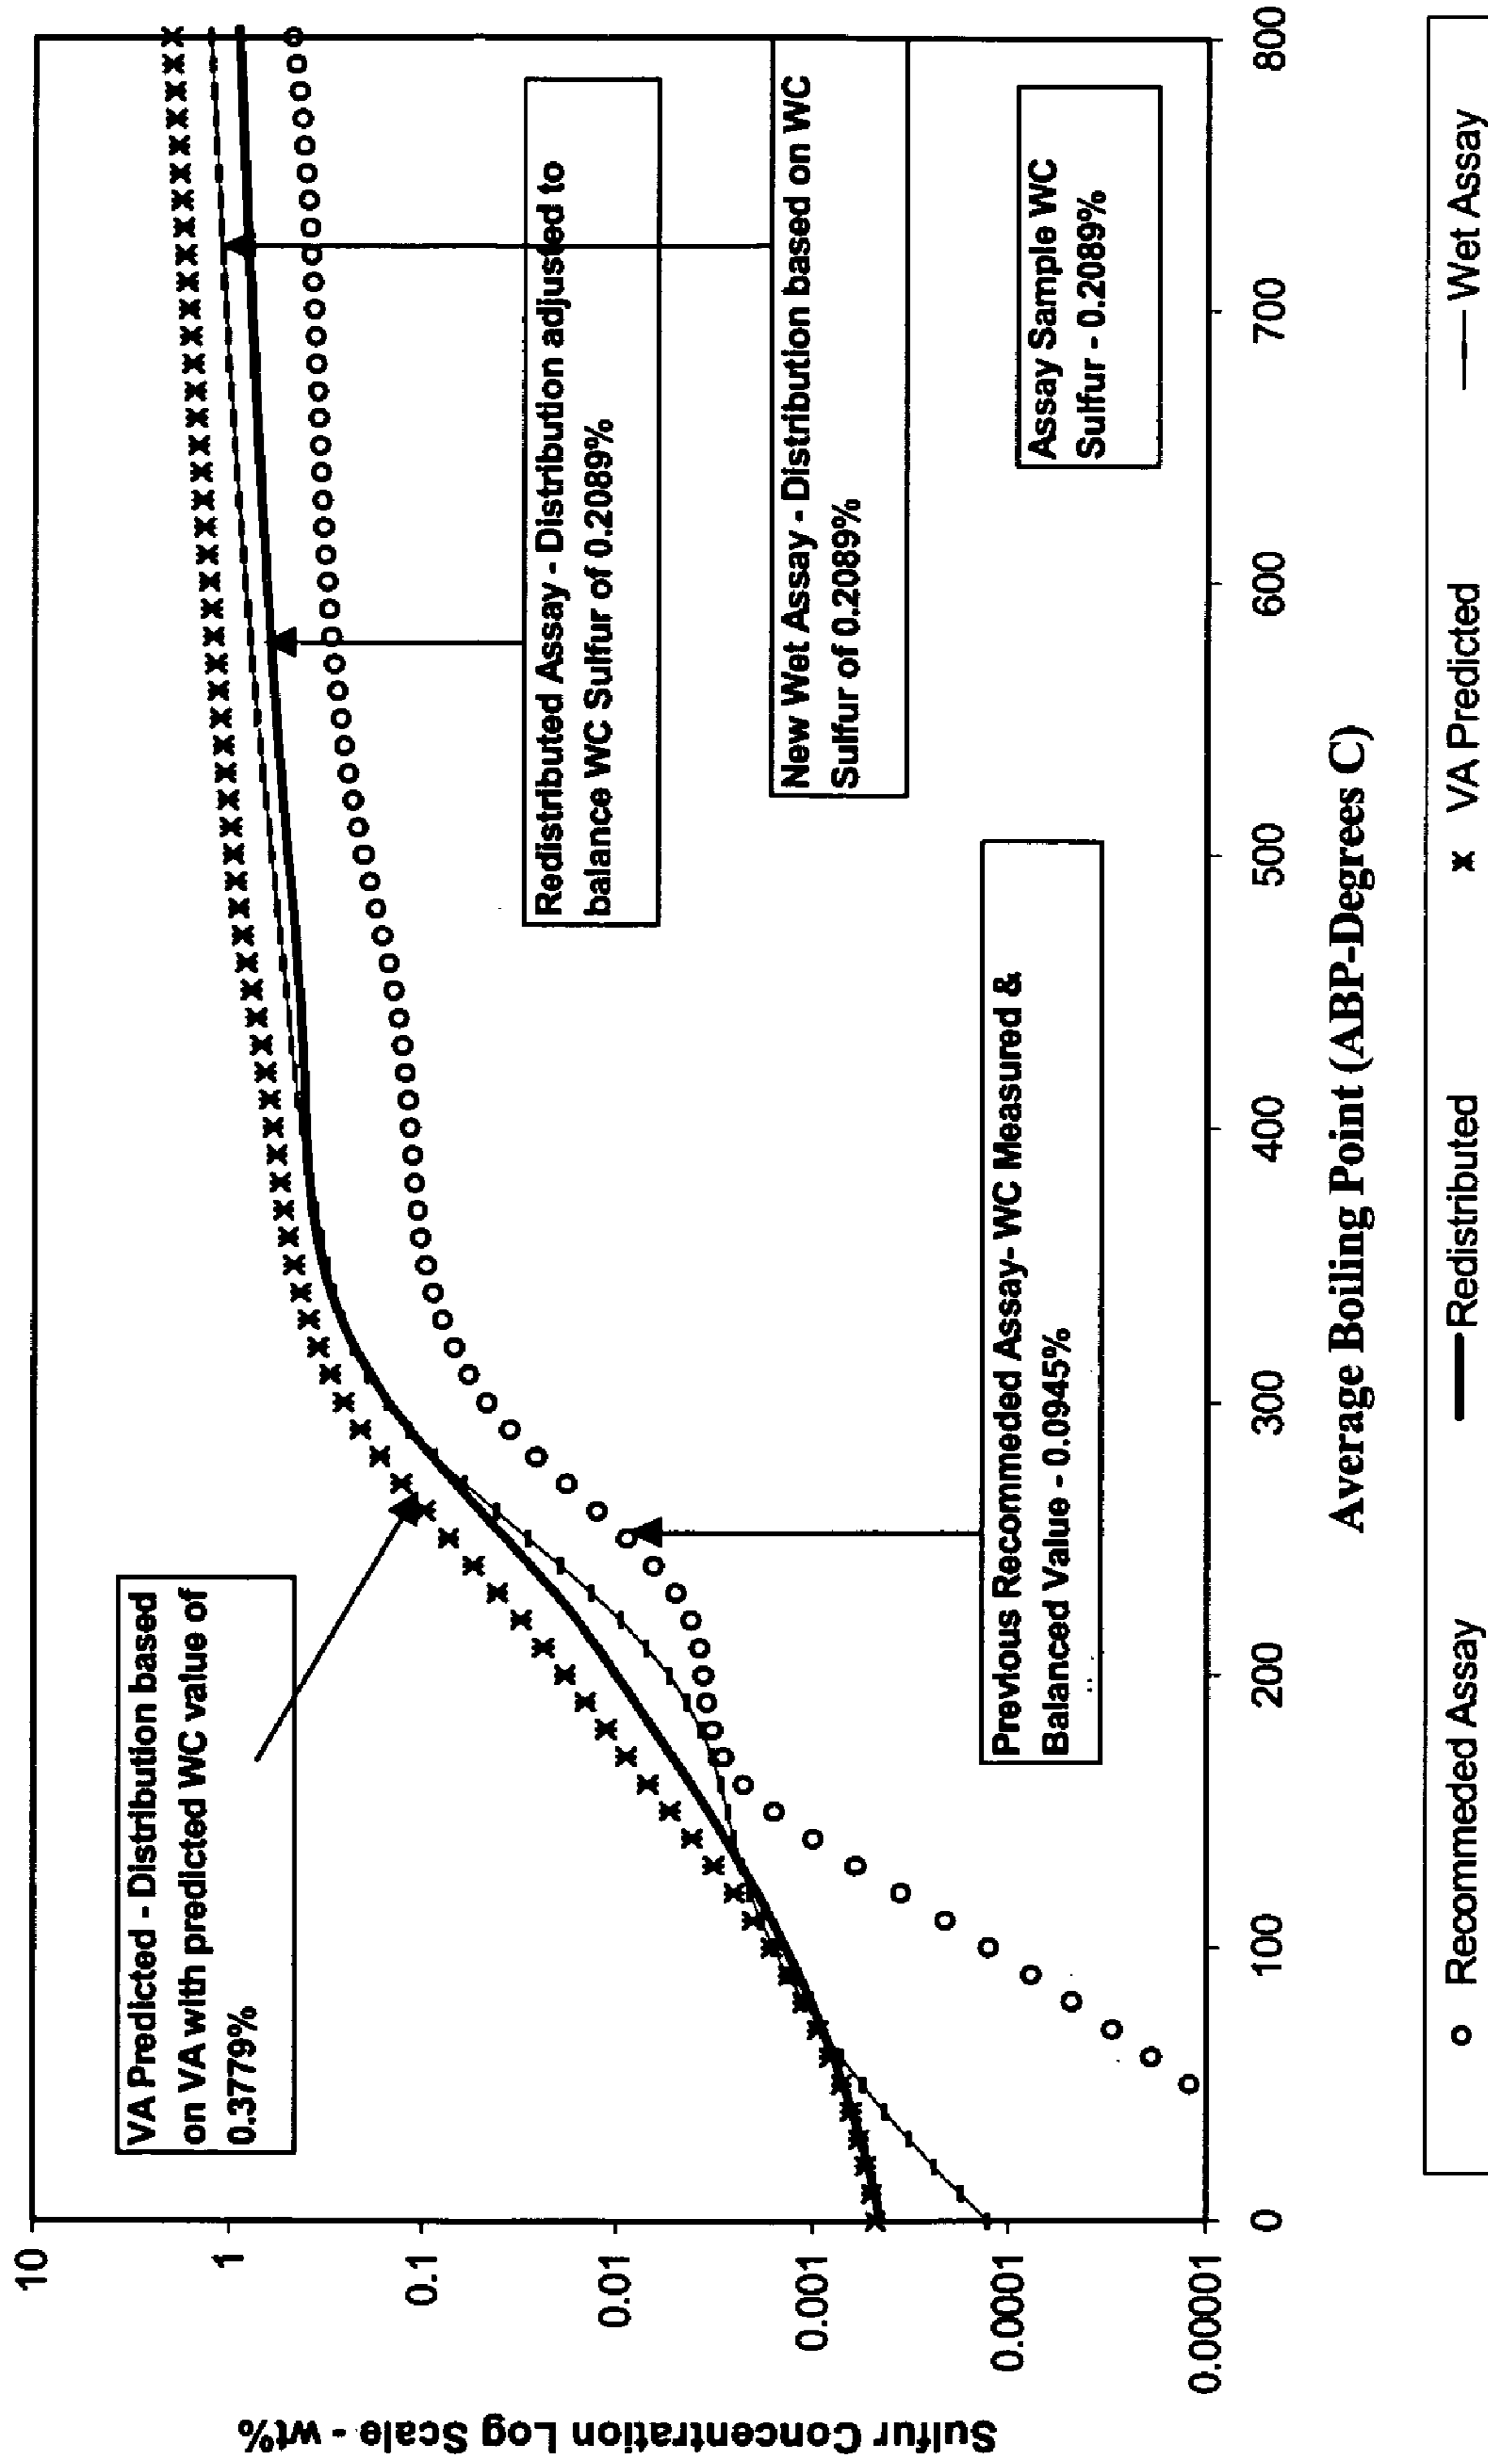 Sulfur Concentration Log Scale - wt%
10
1
0.1
0.01
0.001
0.0001
0.00001
VA Predicted - Distribution based
on VA with predicted WC value of
0.3779%
Redistributed Assay - Distribution adjusted to
balance WC Sulfur of 0.2089%
New Wet Assay - Distribution based on WC
Sulfur of 0.2089%
Previous Recommeded Assay- WC Measured &
Balanced Value - 0.0945%
Assay Sample WC
Sulfur - 0.2089%
0 100 200 300 400 500 600 700 800
Average Boiling Point (ABP-Degrees C)
Recommeded Assay Redistributed VA Predicted Wet Assay